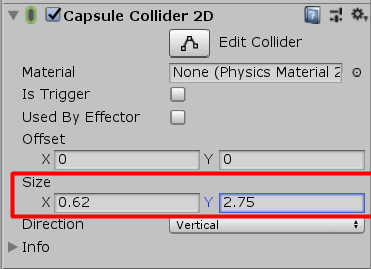 Capsule Collider 2D
Edit Collider
Material None (Physics Material 2
Is Trigger
Used By Effector
Offset
X 0 Y 0
Size
X 0.62 Y 2.75
Direction Vertical
Info